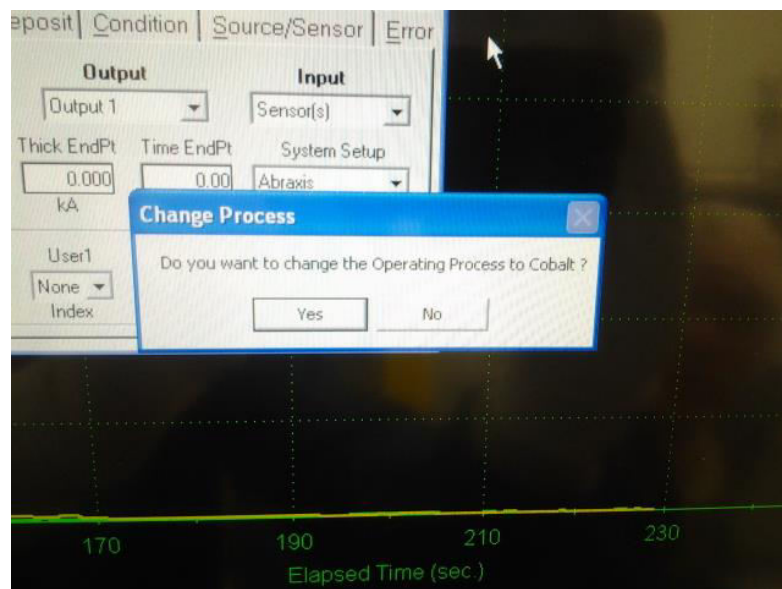 eposit Condition Source/Sensor Error
Output Input
Output 1 Sensor(s)
Thick EndPt Time EndPt System Setup
0.000 0.00 Abraxis
kA
Change Process
User1
Do you want to change the Operating Process to Cobalt ?
None
Yes No
Index
170 190 210 230
Elapsed Time (sec.)